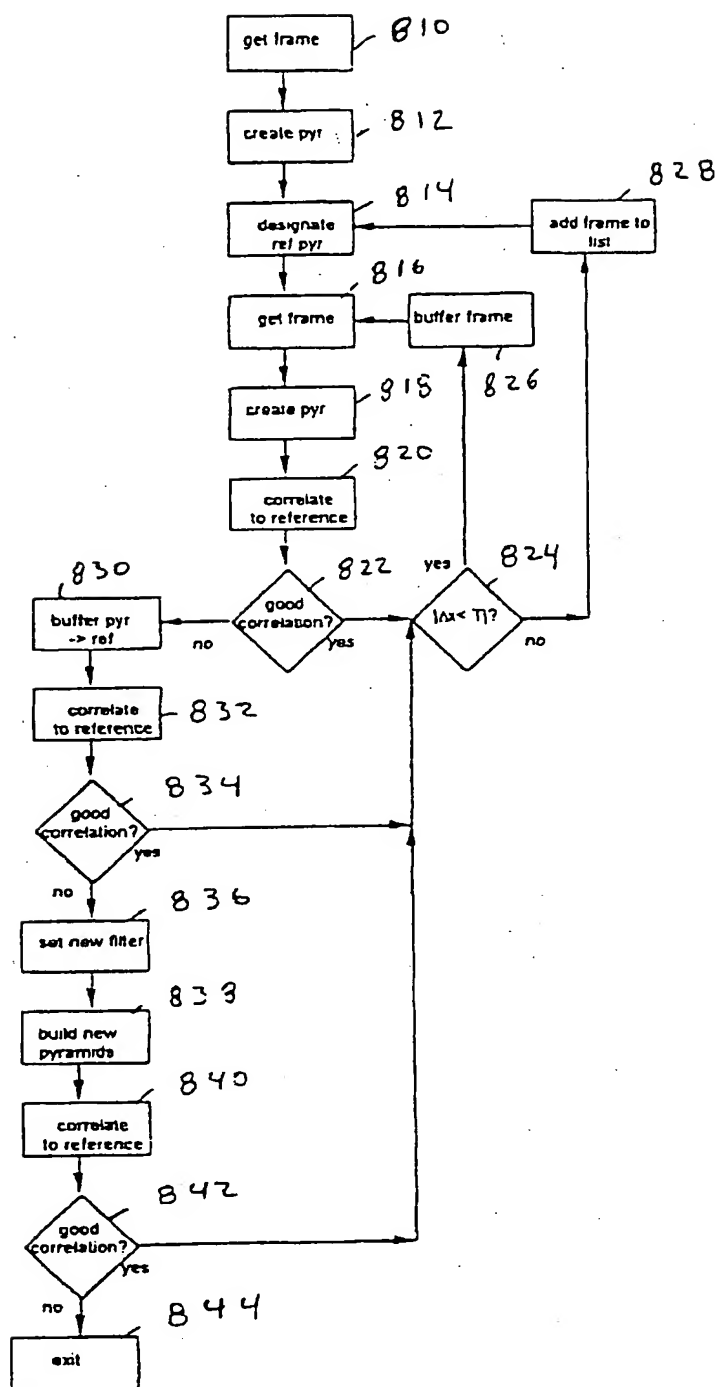 get frame
810
create pyr
812
designate
ref pyr
814
add frame to
list
828
get frame
816
buffer frame
826
create pyr
818
correlate
to reference
820
good
correlation?
822
no
yes
|Δx< T|?
824
yes
no
buffer pyr
-> ref
830
correlate
to reference
832
good
correlation?
834
yes
no
set new filter
836
build new
pyramids
838
correlate
to reference
840
good
correlation?
842
yes
no
exit
844